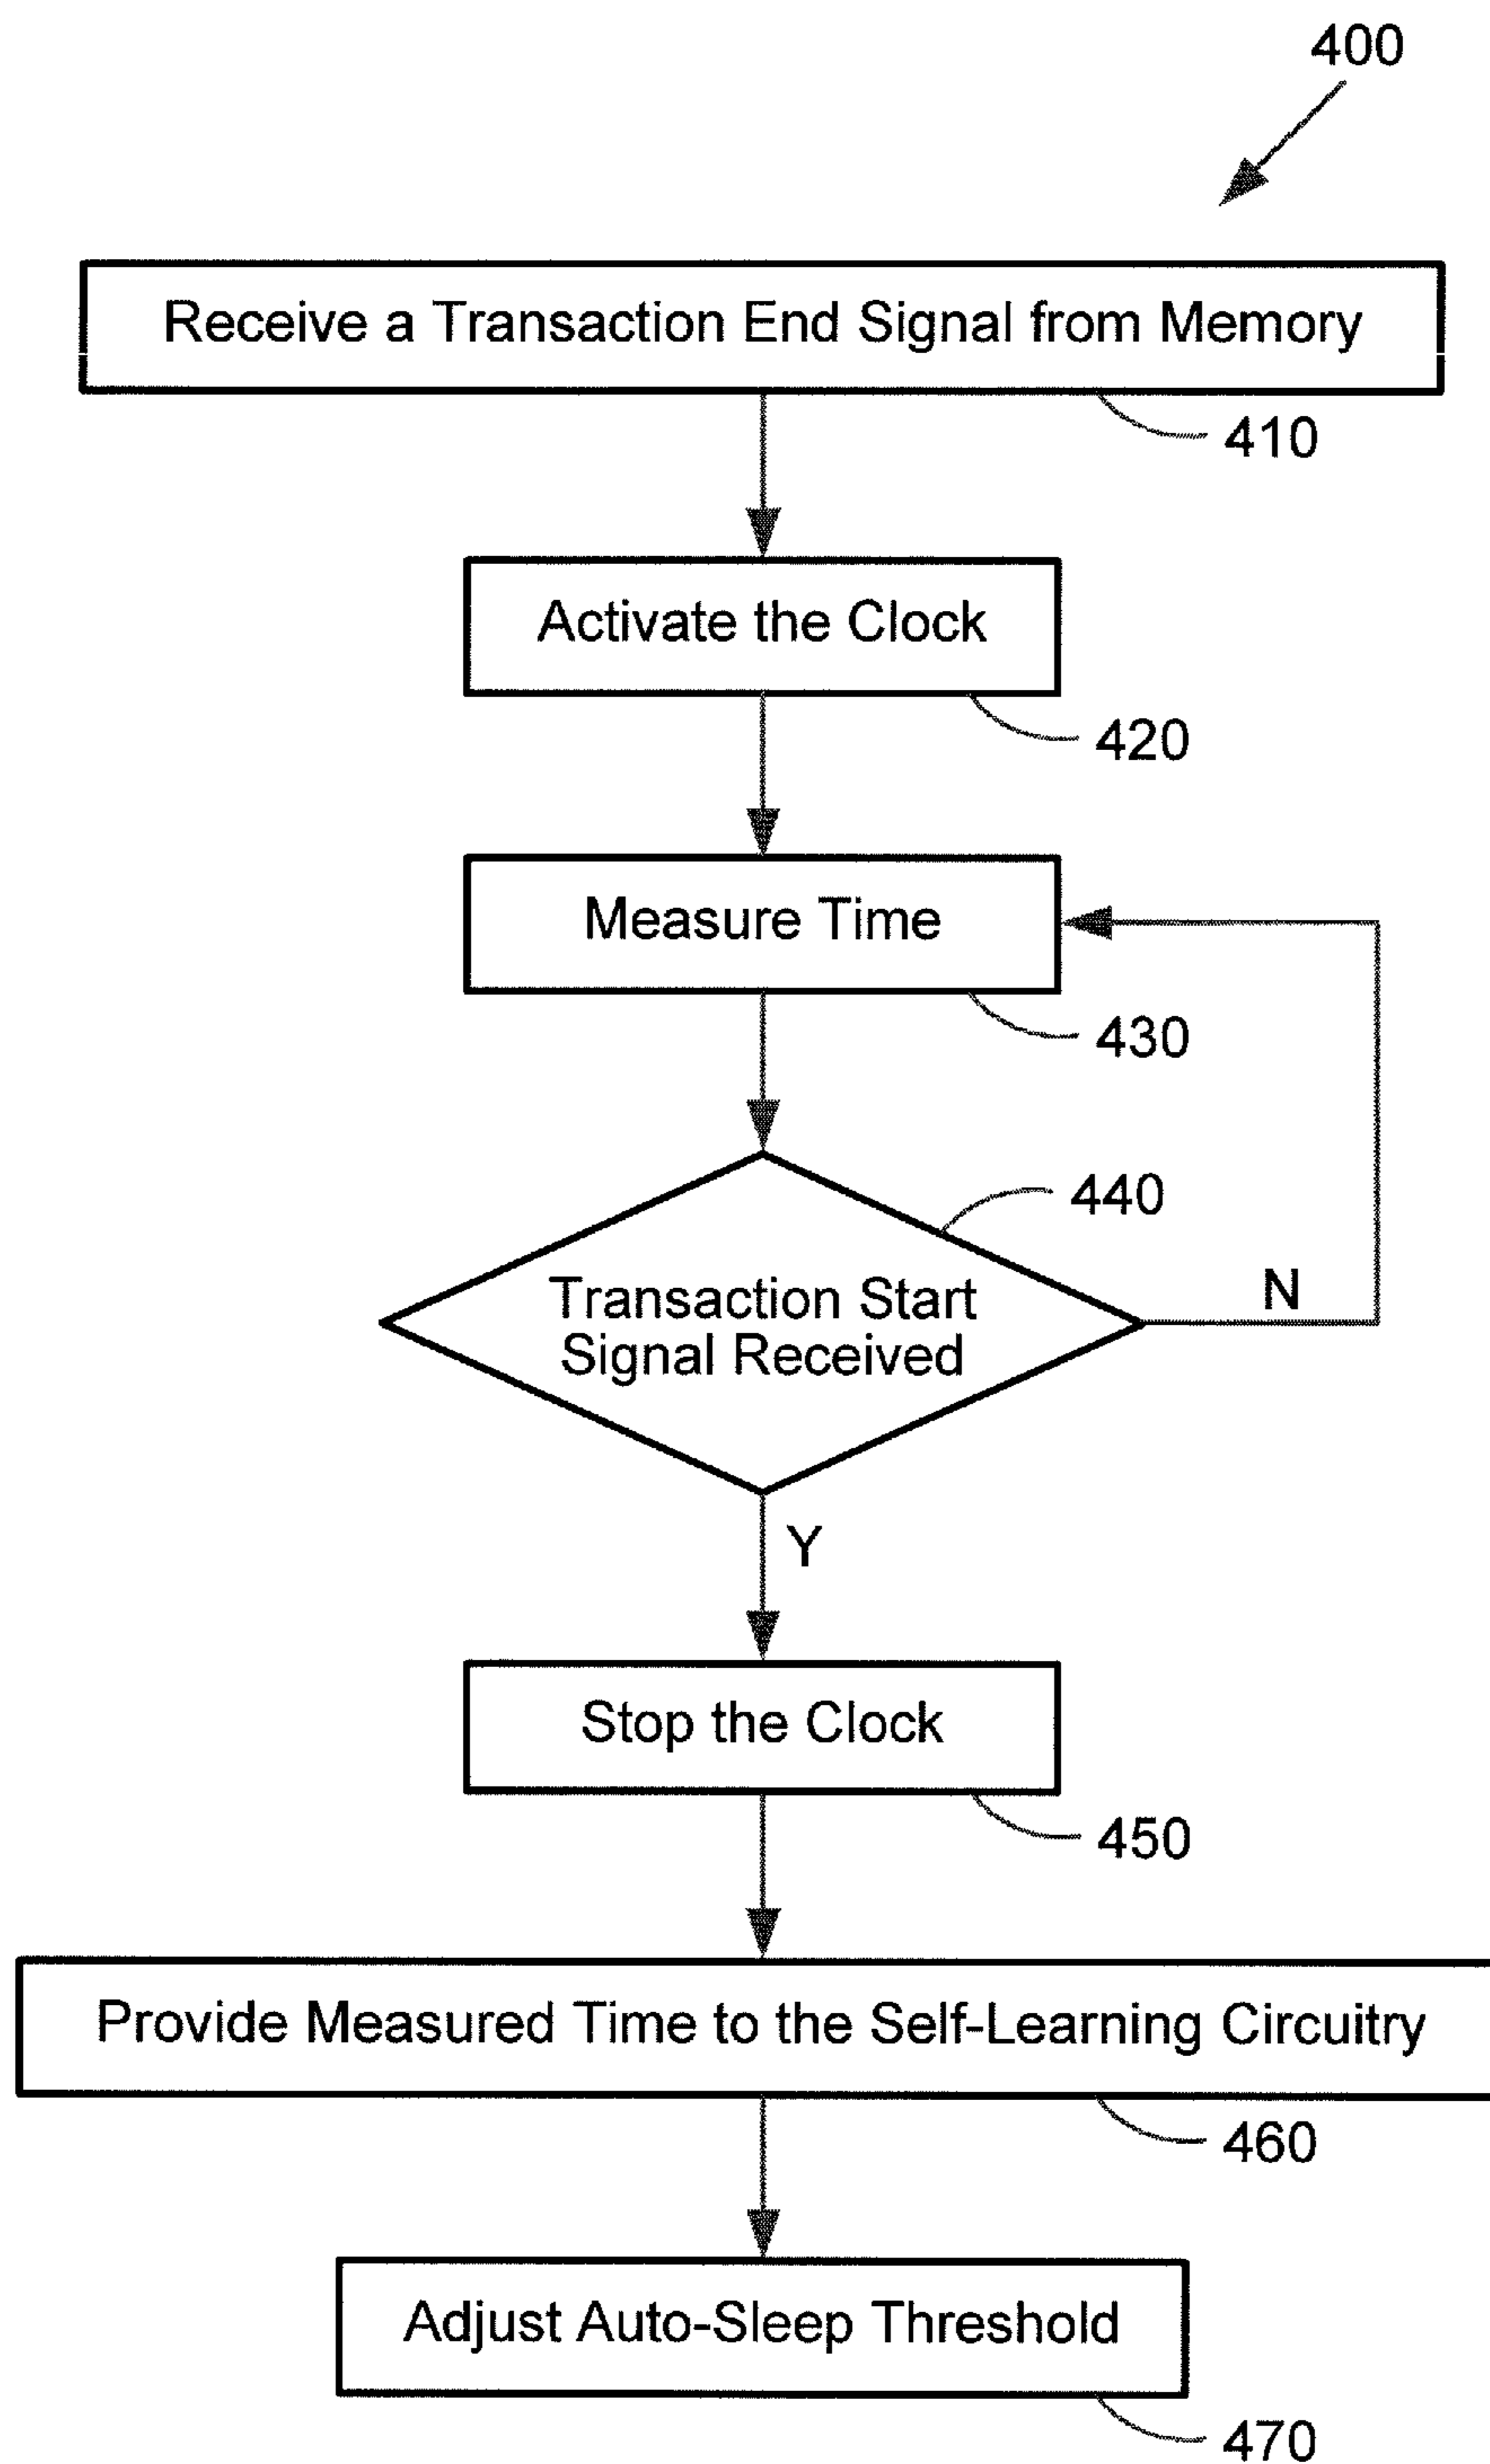 400
Receive a Transaction End Signal from Memory
410
Activate the Clock
420
Measure Time
430
440
Transaction Start
Signal Received
N
Y
Stop the Clock
450
Provide Measured Time to the Self-Learning Circuitry
460
Adjust Auto-Sleep Threshold
470